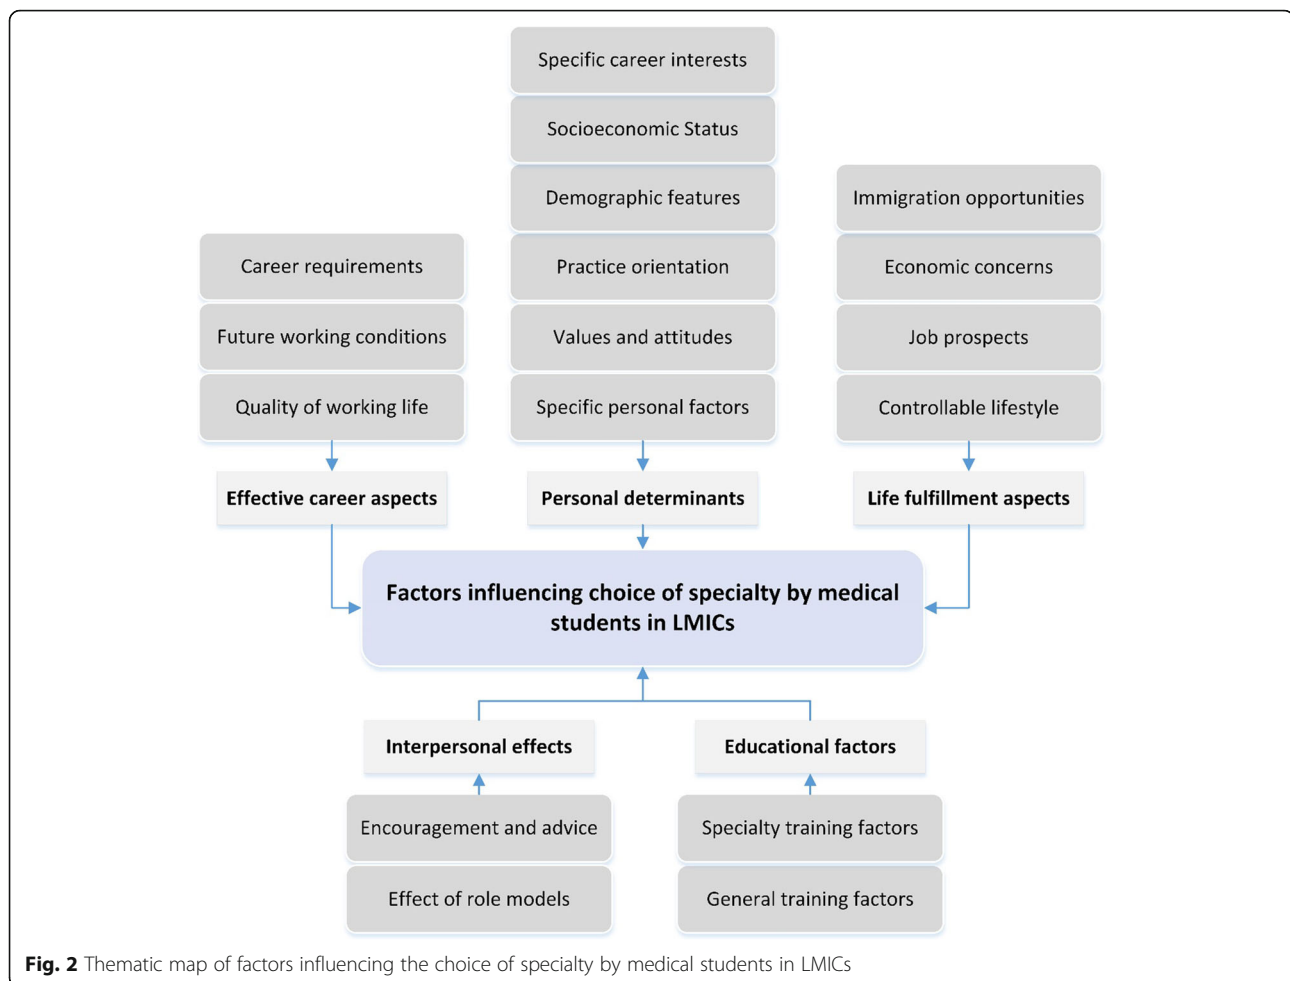 Specific career interests
Socioeconomic Status
Demographic features
Practice orientation
Values and attitudes
Specific personal factors
Career requirements
Future working conditions
Quality of working life
Immigration opportunities
Economic concerns
Job prospects
Controllable lifestyle
Effective career aspects
Personal determinants
Life fulfillment aspects
Factors influencing choice of specialty by medical
students in LMICs
Interpersonal effects
Educational factors
Encouragement and advice
Effect of role models
Specialty training factors
General training factors
Fig. 2 Thematic map of factors influencing the choice of specialty by medical students in LMICs